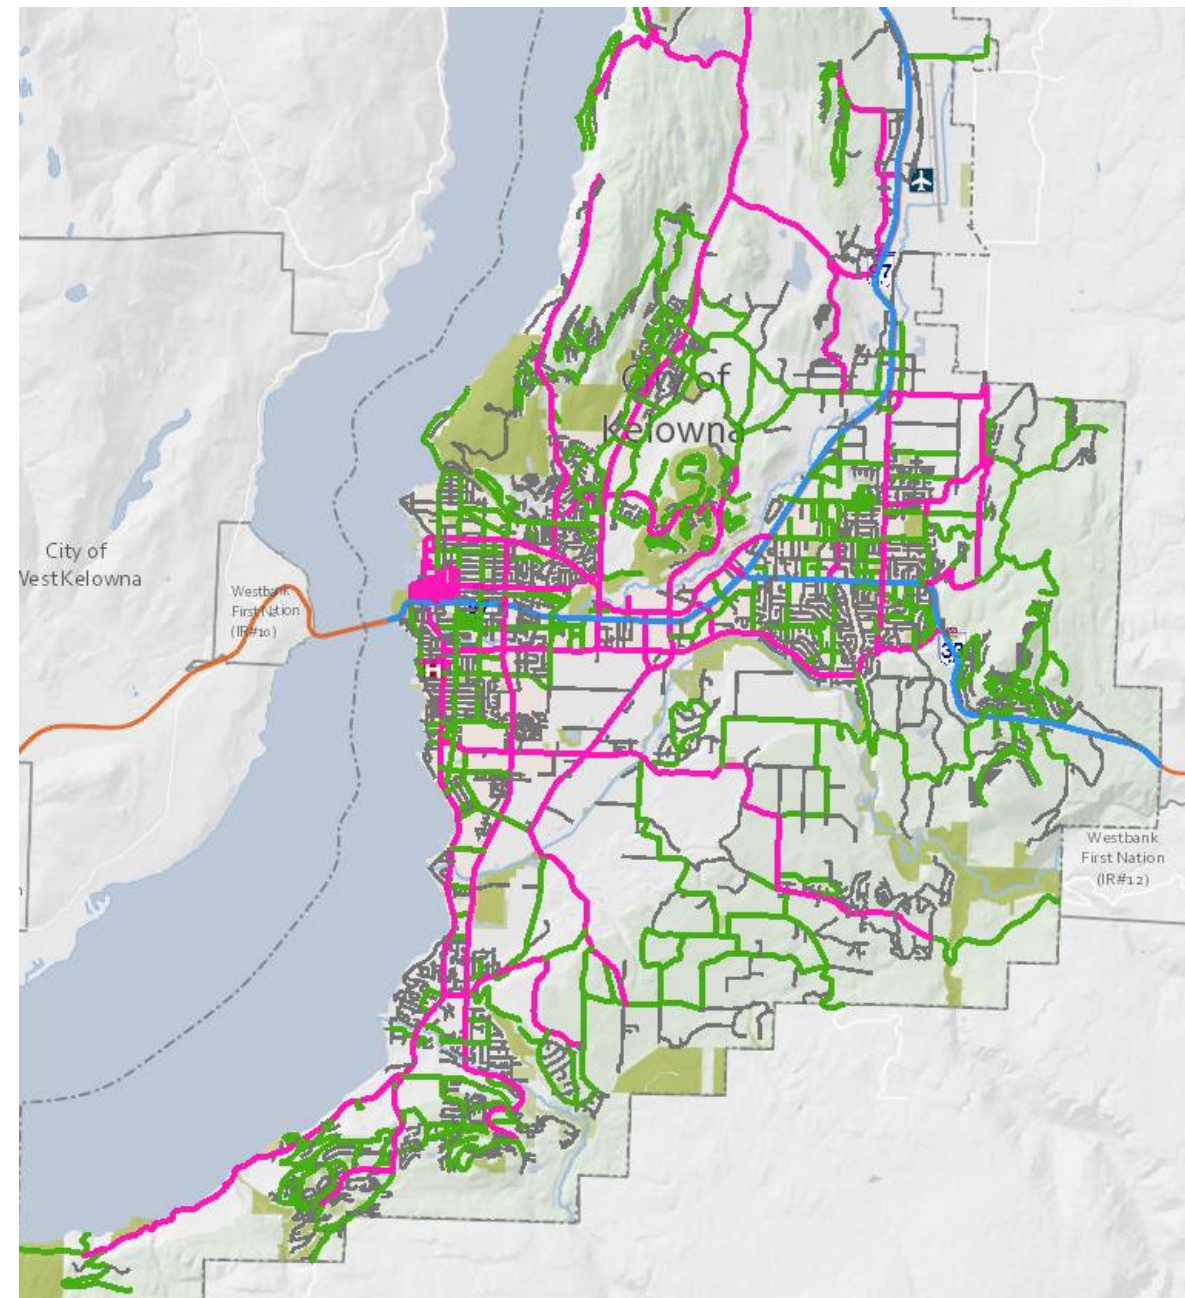 City of
Kelowna
City of
West Kelowna
Westbank
First Nation
(IR#10)
Westbank
First Nation
(IR#12)